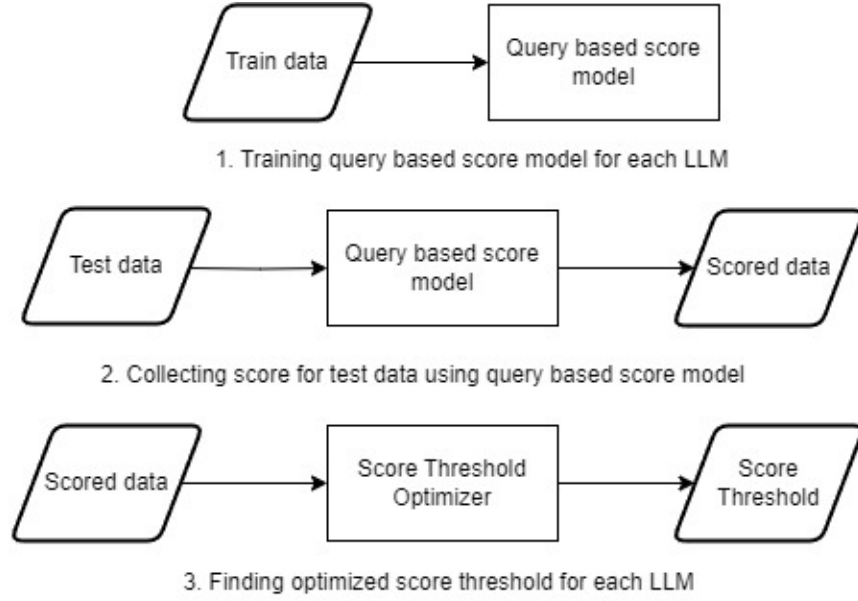 Train data
Query based score
model
1. Training query based score model for each LLM
Test data
Query based score
model
Scored data
2. Collecting score for test data using query based score model
Scored data
Score Threshold
Optimizer
Score
Threshold
3. Finding optimized score threshold for each LLM